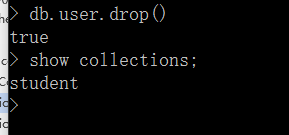 > db.user.drop()
true
> show collections;
student
>